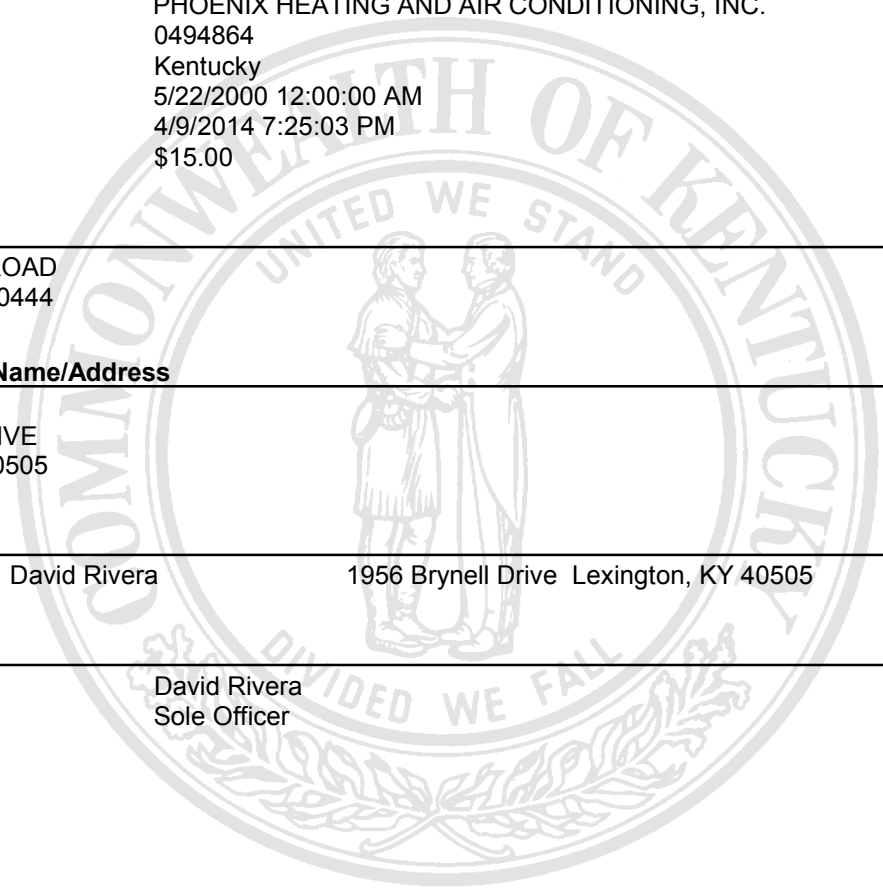 PHOENIX HEATING AND AIR CONDITIONING, INC.
0494864
Kentucky
5/22/2000 12:00:00 AM
4/9/2014 7:25:03 PM
$15.00
COMMONWEALTH OF KENTUCKY
UNITED WE STAND
OAD
0444
Name/Address
IVE
0505
David Rivera 1956 Brynell Drive Lexington, KY 40505
DIVIDED WE FALL
David Rivera
Sole Officer